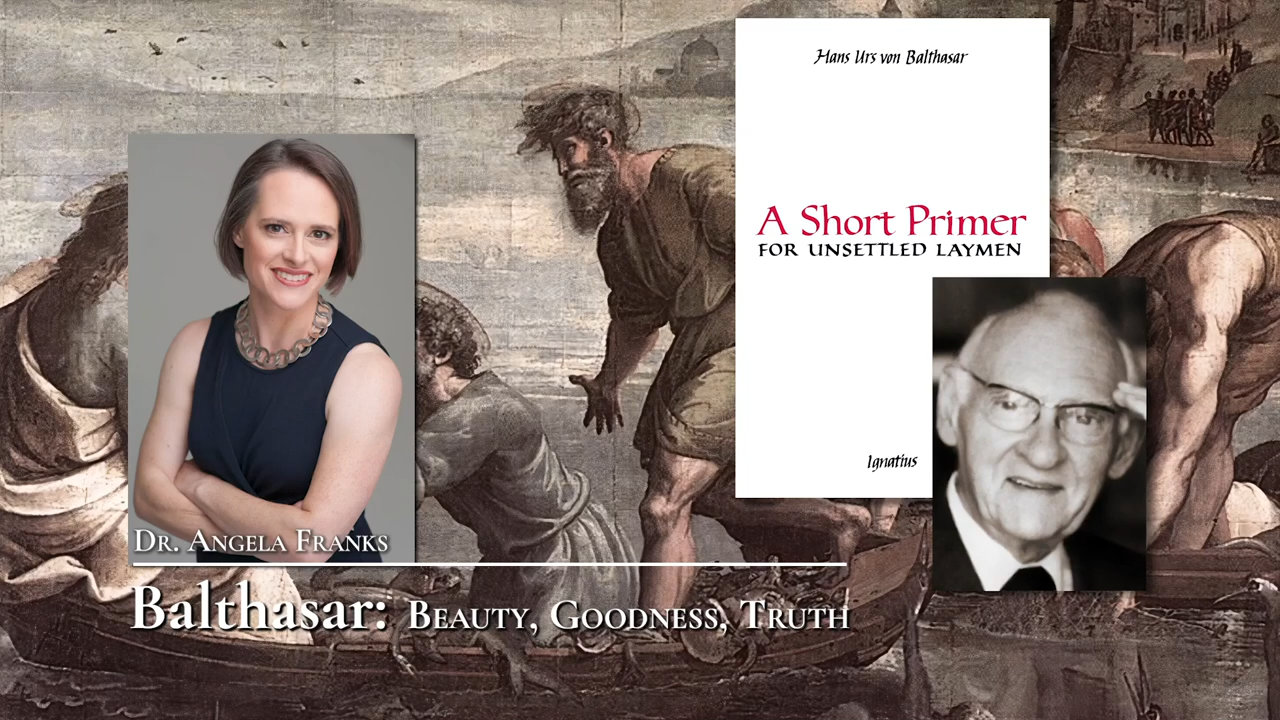 Hans Urs von Balthasar
A Short Primer
FOR UNSETTLED LAYMEN
Ignatius
Dr. Angela Franks
Balthasar: Beauty, Goodness, Truth